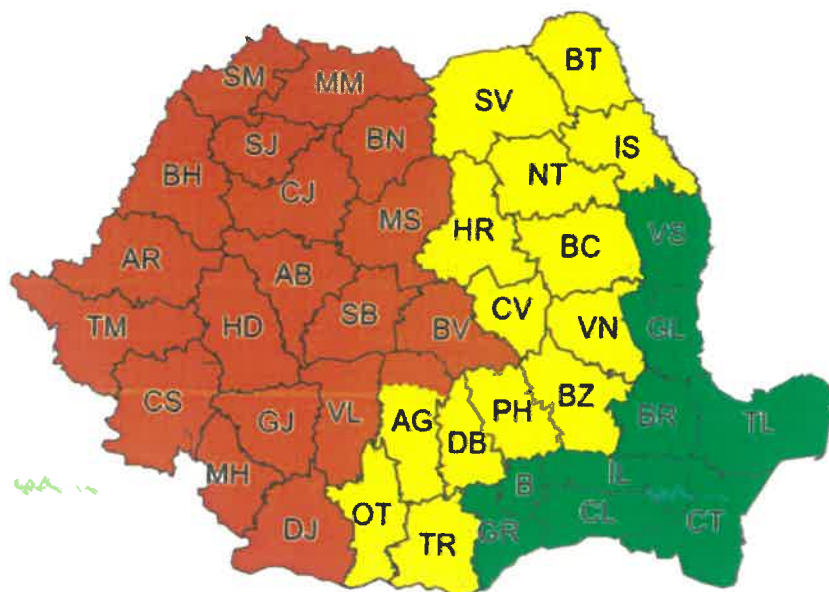 BT
SM
MM
SV
SJ
BN
IS
BH
CJ
NT
MS
HR
VS
BC
AR
AB
CV
TM
HD
SB
BV
VN
GL
CS
GJ
VL
AG
PH
BZ
BR
TL
DB
MH
B
IL
OT
DJ
TR
GR
CL
CT